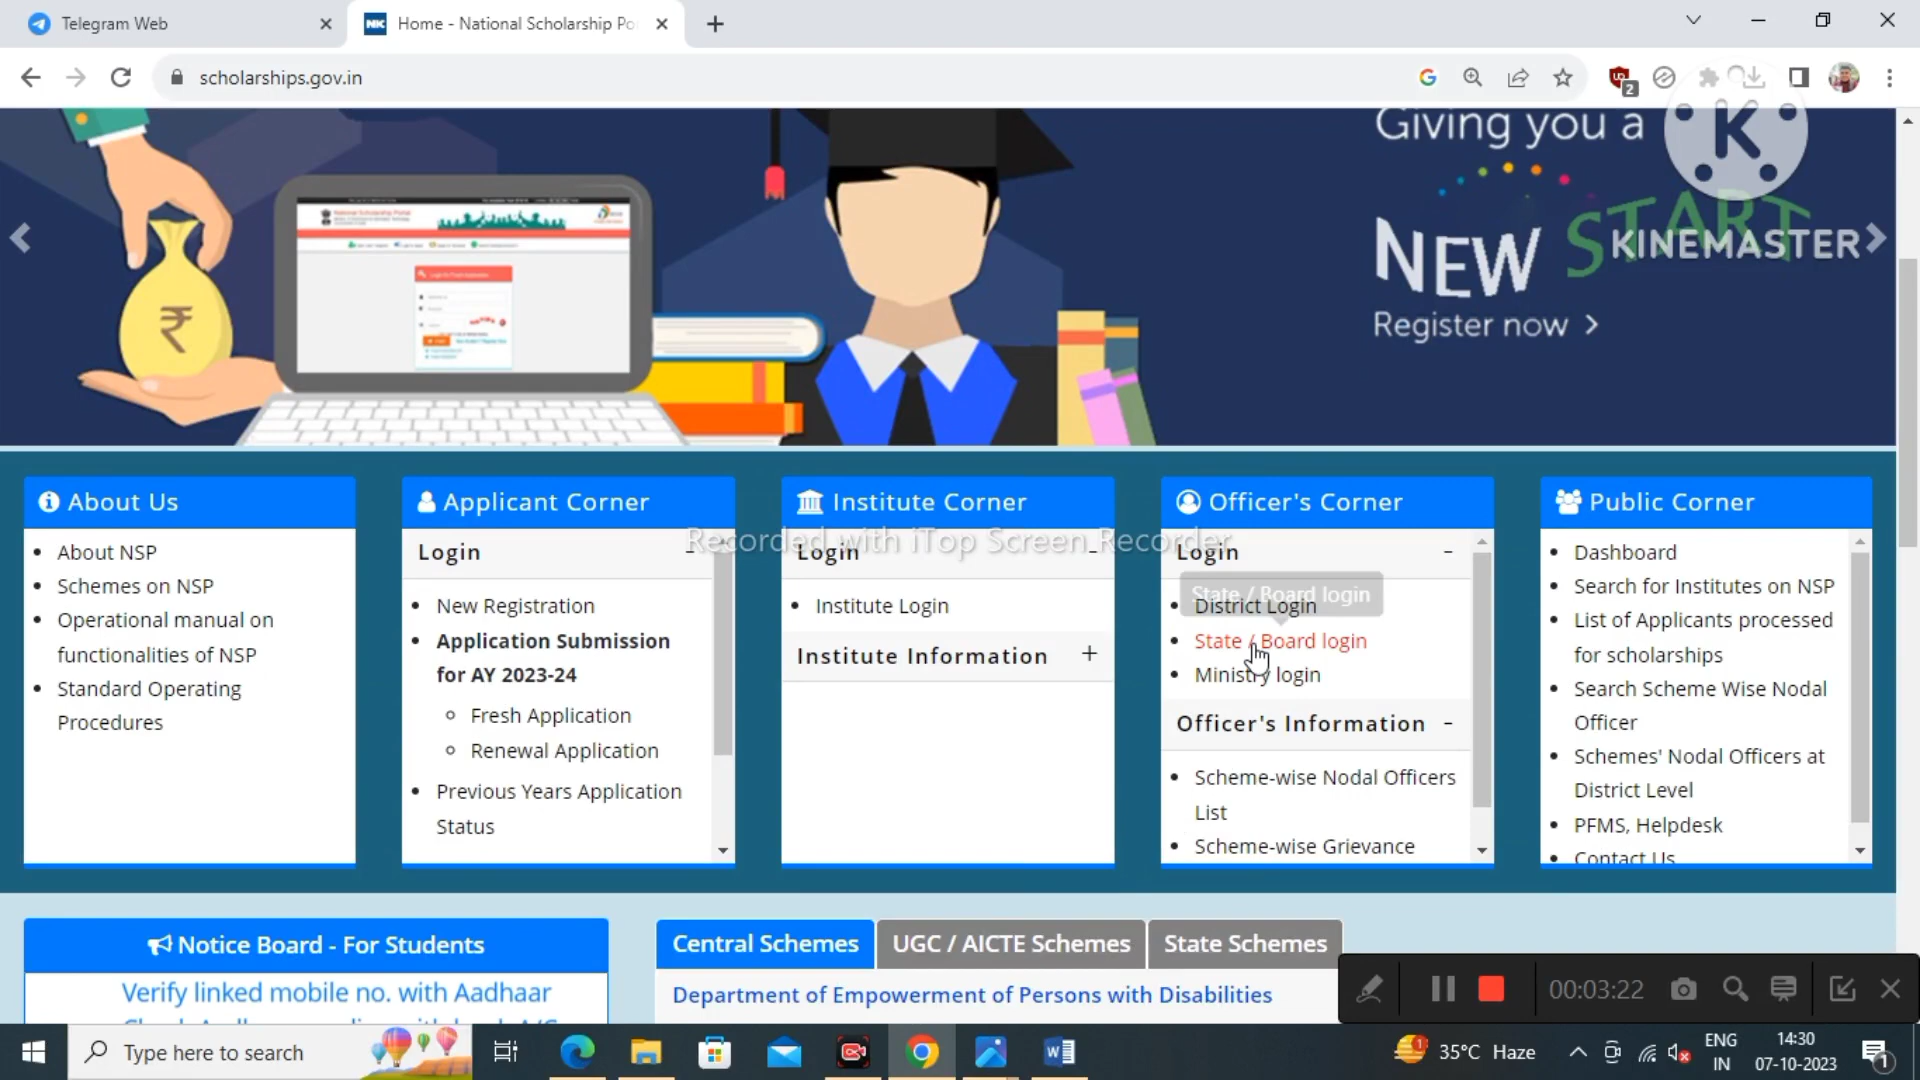 Telegram Web
Home - National Scholarship Po
scholarships.gov.in
2
Giving you a
NEW START
Register now
K
KINEMASTER
₹
About Us
About NSP
Schemes on NSP
Operational manual on
functionalities of NSP
Standard Operating
Procedures
Applicant Corner
Login
New Registration
Application Submission
for AY 2023-24
Fresh Application
Renewal Application
Previous Years Application
Status
Institute Corner
Login
Institute Login
Institute Information
Recorded with iTop Screen Recorder
Officer's Corner
Login
State / Board login
District Login
State / Board login
Ministry login
Officer's Information
Scheme-wise Nodal Officers
List
Scheme-wise Grievance
Public Corner
Dashboard
Search for Institutes on NSP
List of Applicants processed
for scholarships
Search Scheme Wise Nodal
Officer
Schemes' Nodal Officers at
District Level
PFMS, Helpdesk
Contact Us
Notice Board - For Students
Verify linked mobile no. with Aadhaar
Central Schemes
UGC / AICTE Schemes
State Schemes
Department of Empowerment of Persons with Disabilities
00:03:22
Type here to search
1
35°C Haze
ENG
IN
14:30
07-10-2023
1